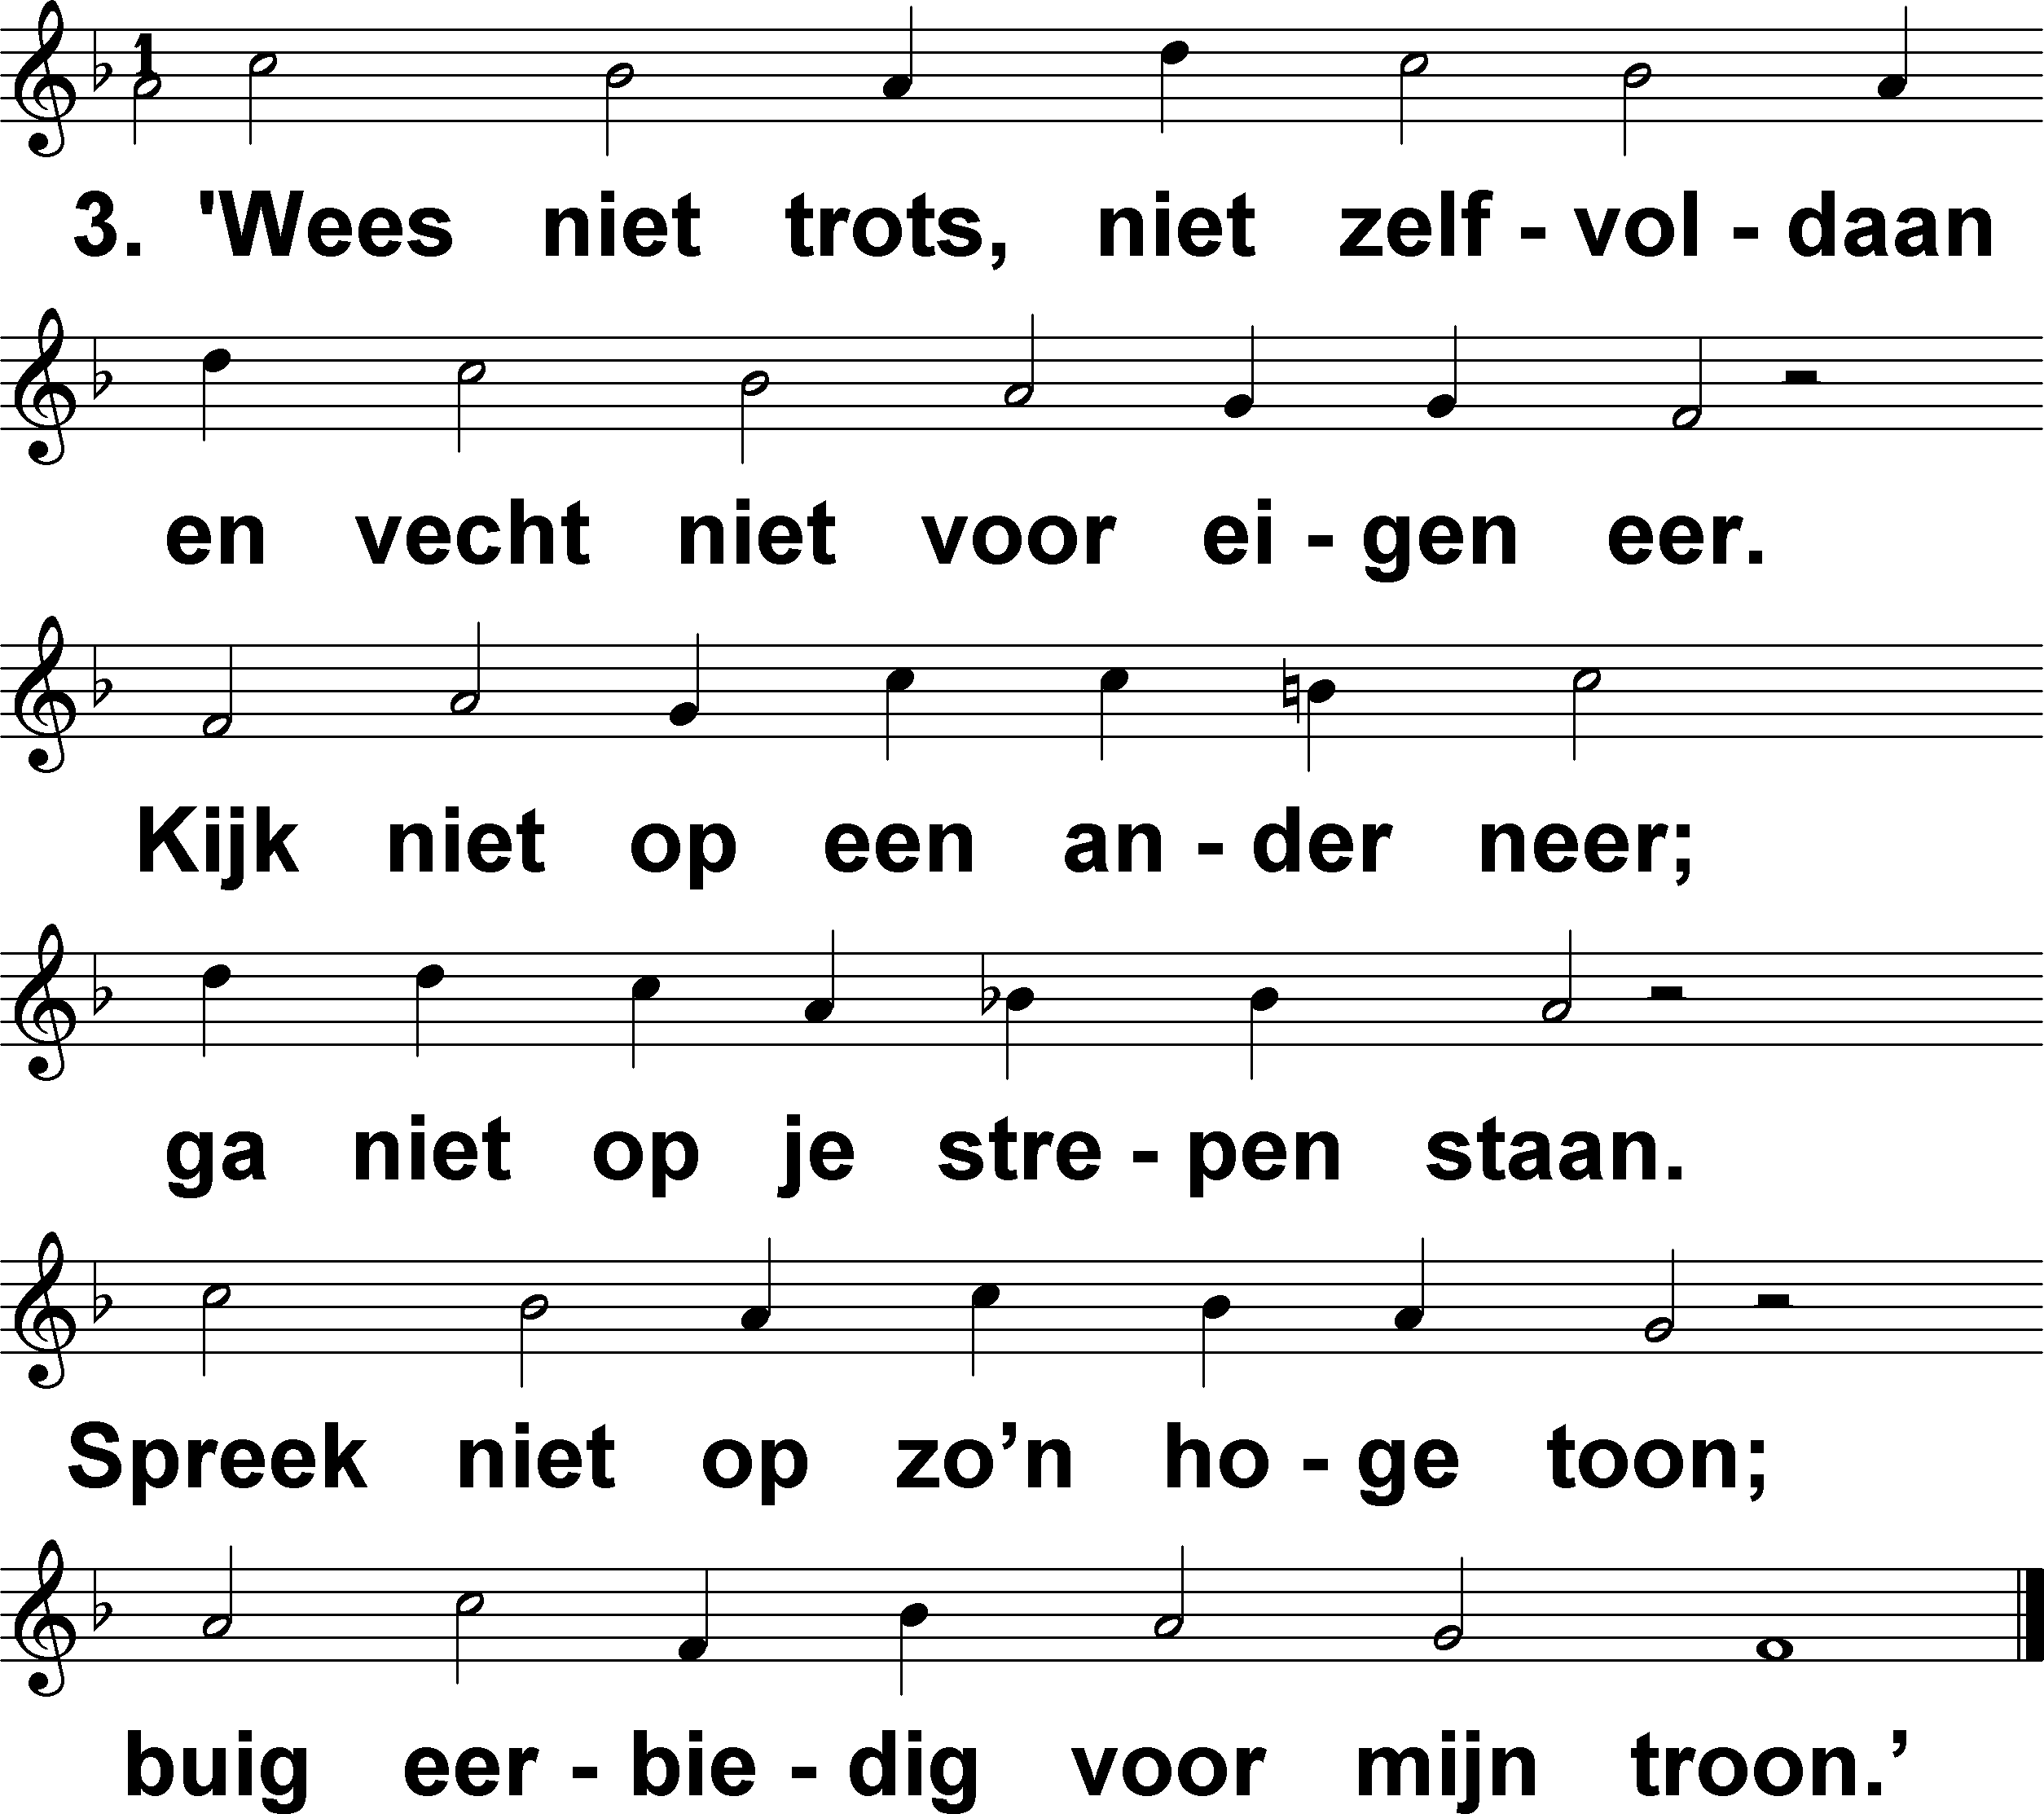 1
3. 'Wees niet trots, niet zelf - vol - daan
en vecht niet voor ei - gen eer.
Kijk niet op een an - der neer;
ga niet op je stre - pen staan.
Spreek niet op zo’n ho - ge toon;
buig eer - bie - dig voor mijn troon.’